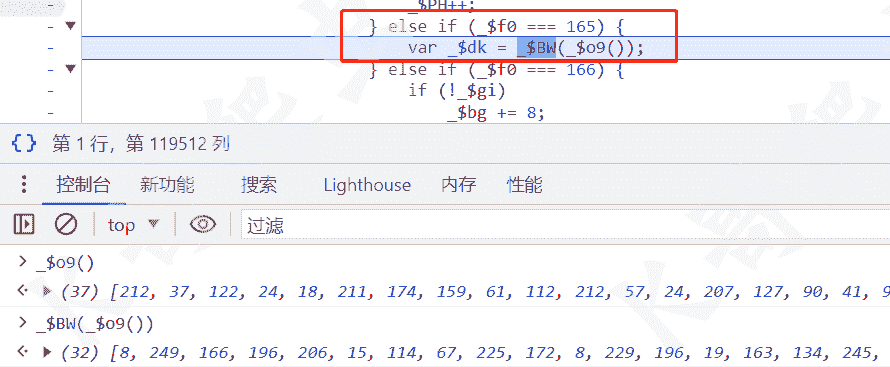 _$PH++;
} else if (_$f0 === 165) {
var _$dk = _$BW(_$o9());
} else if (_$f0 === 166) {
if (!_$gi)
_$bg += 8;
{} 第 1 行，第 119512 列
控制台 新功能 搜索 Lighthouse 内存 性能
top 过滤
> _$o9()
(37) [212, 37, 122, 24, 18, 211, 174, 159, 61, 112, 212, 57, 24, 207, 127, 90, 41, 9
> _$BW(_$o9())
(32) [8, 249, 166, 196, 206, 15, 114, 67, 225, 172, 8, 229, 196, 19, 163, 134, 245,